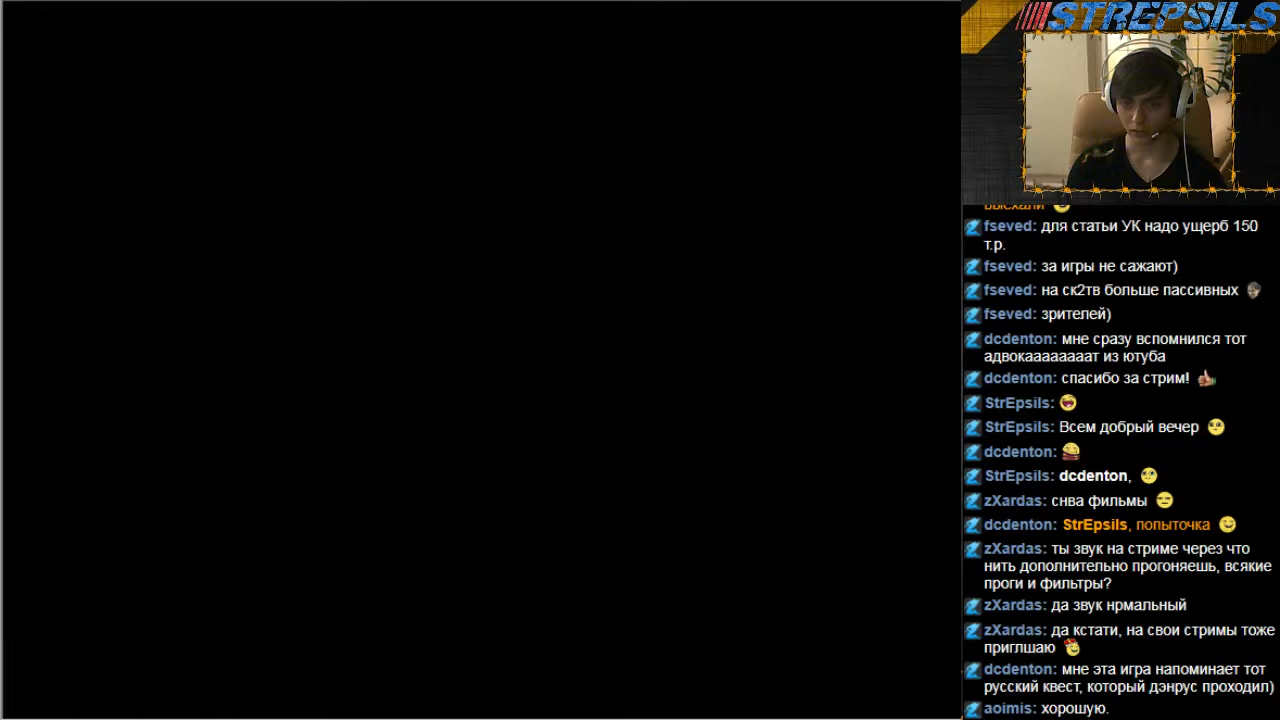 STREPSILS
высхали
fseved: для статьи УК надо ущерб 150
т.р.
fseved: за игры не сажают)
fseved: на ск2тв больше пассивных
fseved: зрителей)
dcdenton: мне сразу вспомнился тот
адвокаааааааат из ютуба
dcdenton: спасибо за стрим!
StrEpsils:
StrEpsils: Всем добрый вечер
dcdenton:
StrEpsils: dcdenton,
zXardas: снва фильмы
dcdenton: StrEpsils, попыточка
zXardas: ты звук на стриме через что
нить дополнительно прогоняешь, всякие
проги и фильтры?
zXardas: да звук нрмальный
zXardas: да кстати, на свои стримы тоже
приглшаю
dcdenton: мне эта игра напоминает тот
русский квест, который дэнрус проходил)
aoimis: хорошую.